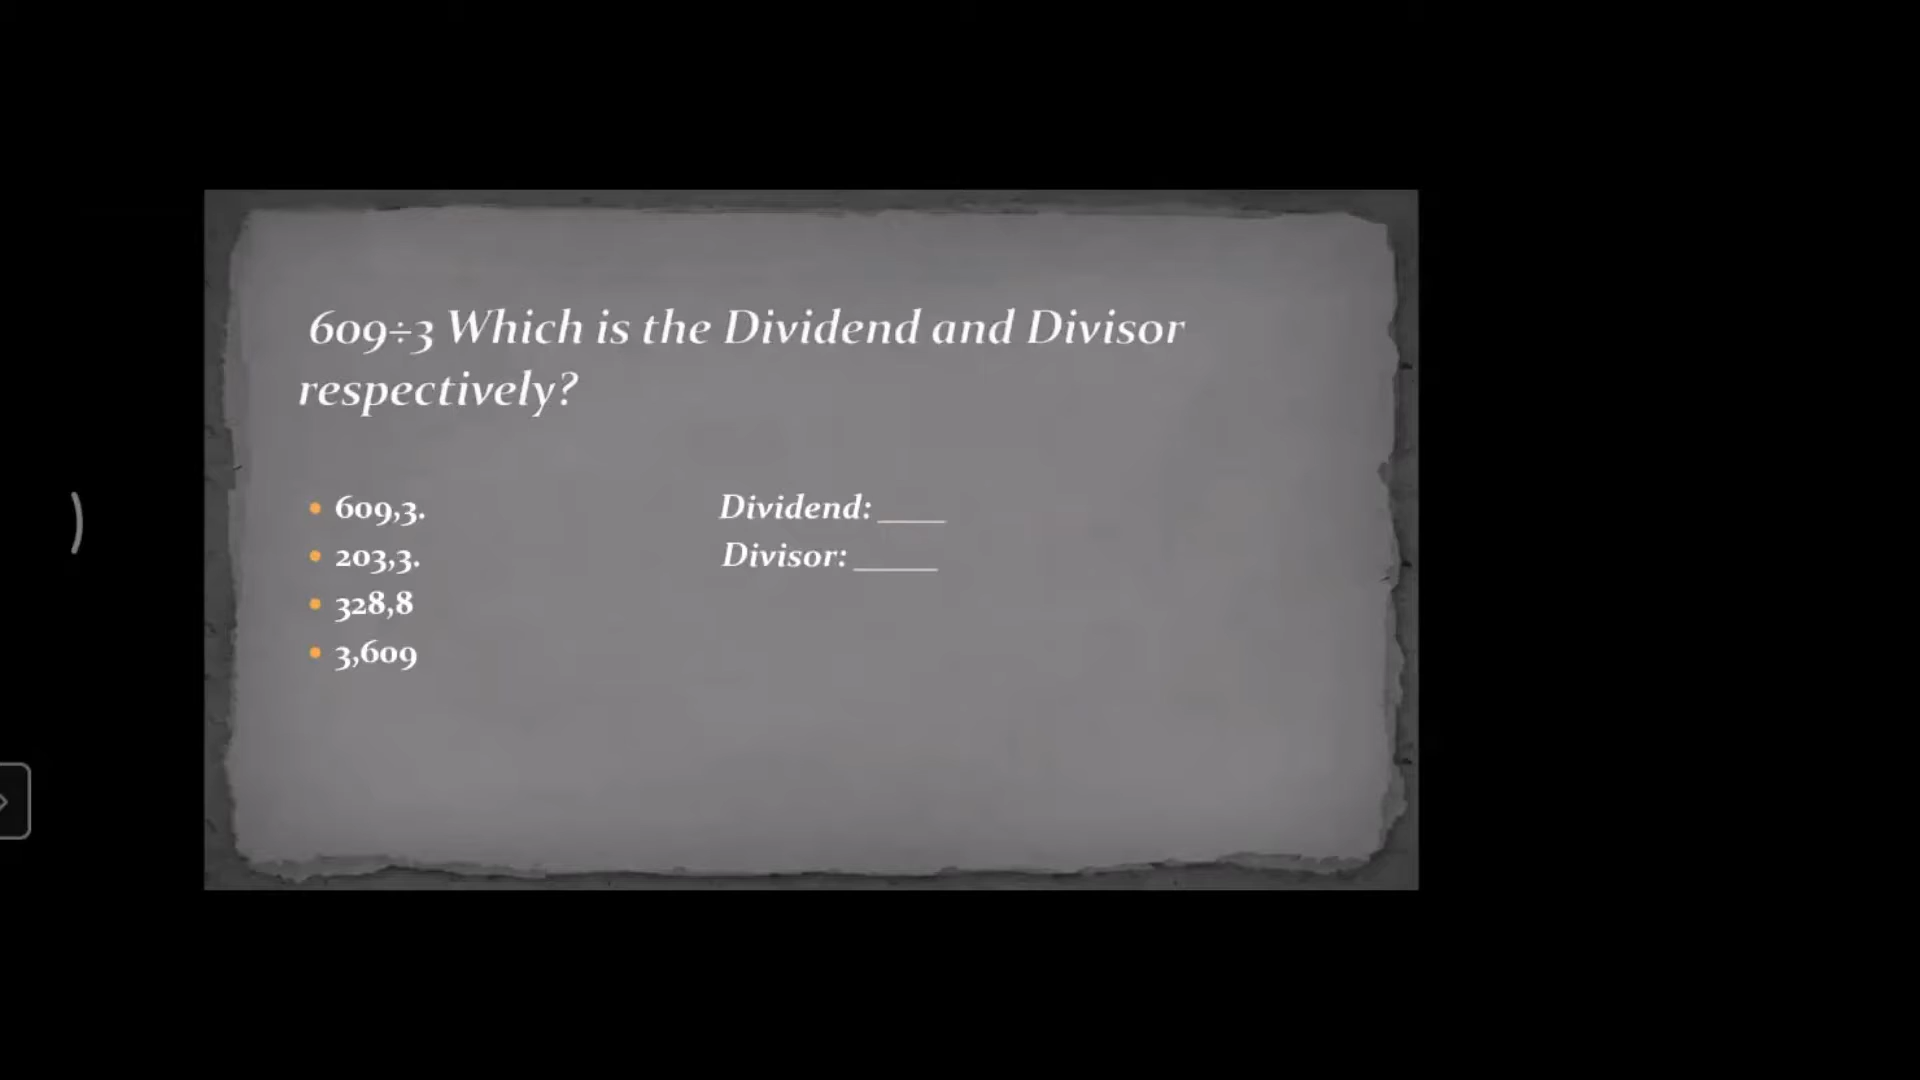 609÷3 Which is the Dividend and Divisor
respectively?
609,3.
203,3.
328,8
3,609
Dividend: ____
Divisor: _____